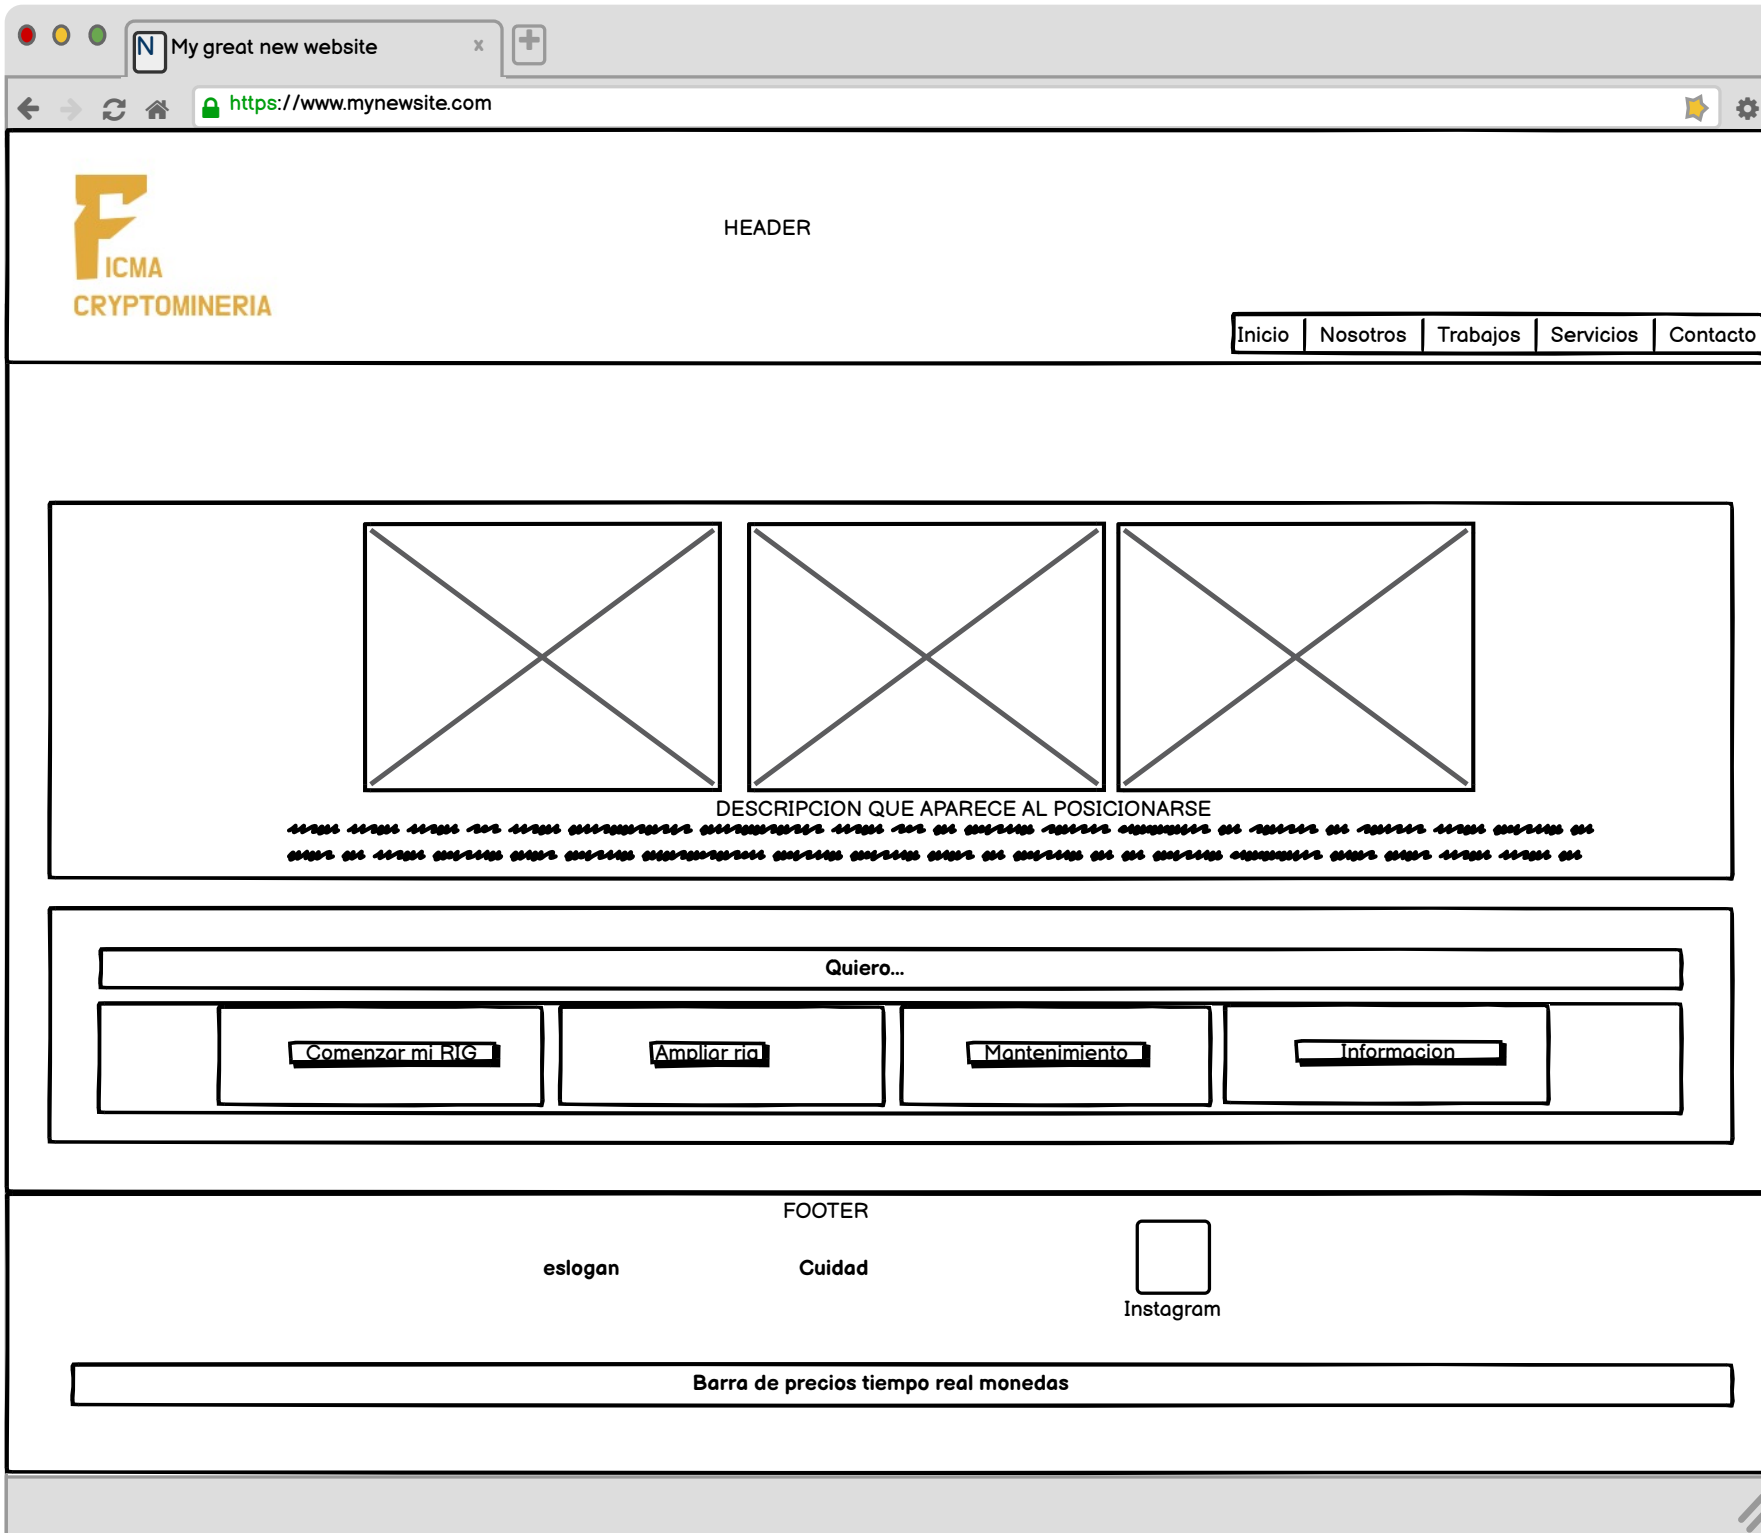 N My great new website x
https://www.mynewsite.com
F
ICMA
CRYPTOMINERIA
HEADER
Inicio Nosotros Trabajos Servicios Contacto
DESCRIPCION QUE APARECE AL POSICIONARSE
Quiero...
Comenzar mi RIG Ampliar rig Mantenimiento Informacion
FOOTER
eslogan Cuidad
Instagram
Barra de precios tiempo real monedas